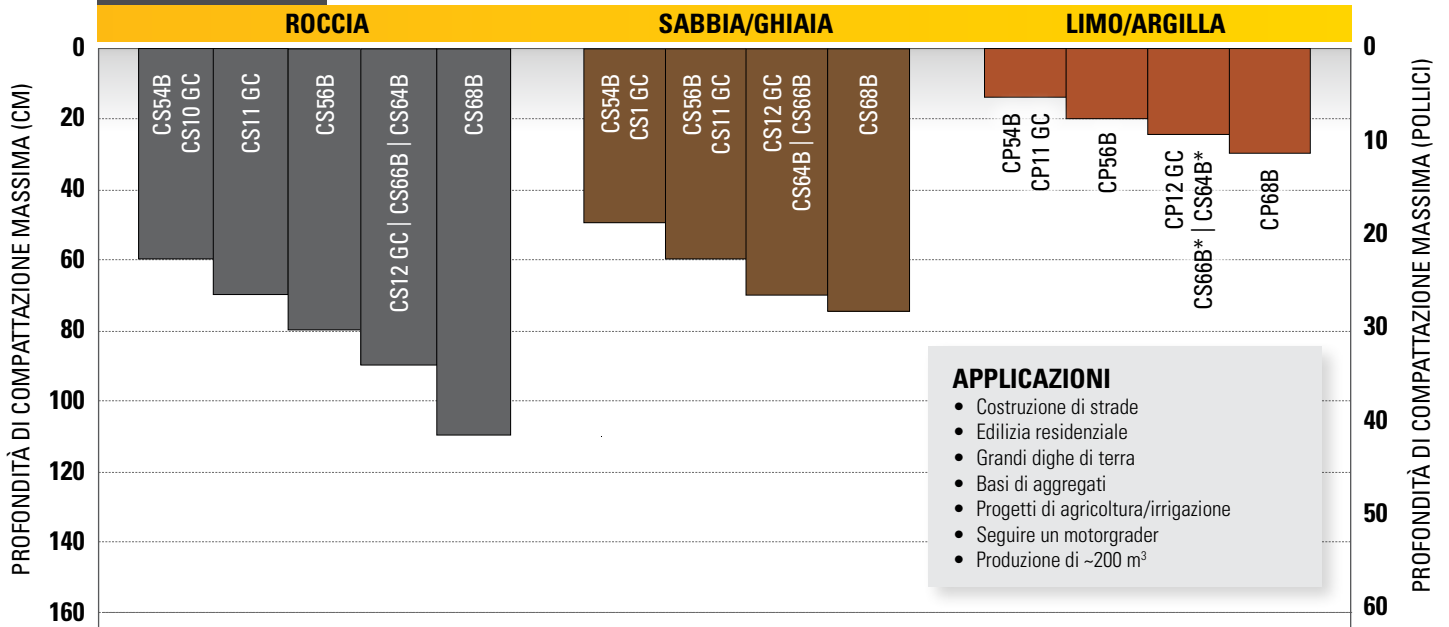 ROCCIA SABBIA/GHIAIA LIMO/ARGILLA
PROFONDITÀ DI COMPATTAZIONE MASSIMA (CM)
0
20
40
60
80
100
120
140
160
CS54B
CS10 GC
CS11 GC
CS56B
CS12 GC | CS66B | CS64B
CS68B
CS54B
CS1 GC
CS56B
CS11 GC
CS12 GC
CS64B | CS66B
CS68B
CP54B
CP11 GC
CP56B
CP12 GC
CS66B* | CS64B*
CP68B
APPLICAZIONI
• Costruzione di strade
• Edilizia residenziale
• Grandi dighe di terra
• Basi di aggregati
• Progetti di agricoltura/irrigazione
• Seguire un motorgrader
• Produzione di ~200 m³
0
10
20
30
40
50
60
PROFONDITÀ DI COMPATTAZIONE MASSIMA (POLLICI)